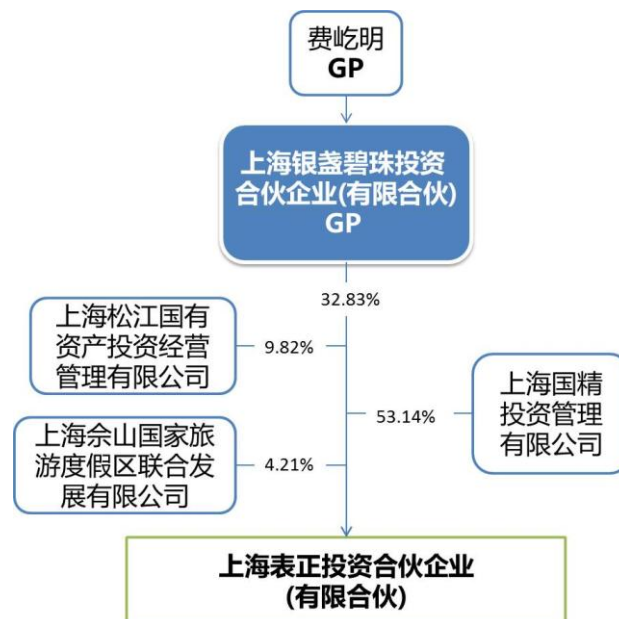 费屹明
GP
上海银盏碧珠投资
合伙企业(有限合伙)
GP
32.83%
上海松江国有
资产投资经营
管理有限公司
9.82%
上海国精
投资管理
有限公司
53.14%
上海佘山国家旅
游度假区联合发
展有限公司
4.21%
上海表正投资合伙企业
(有限合伙)